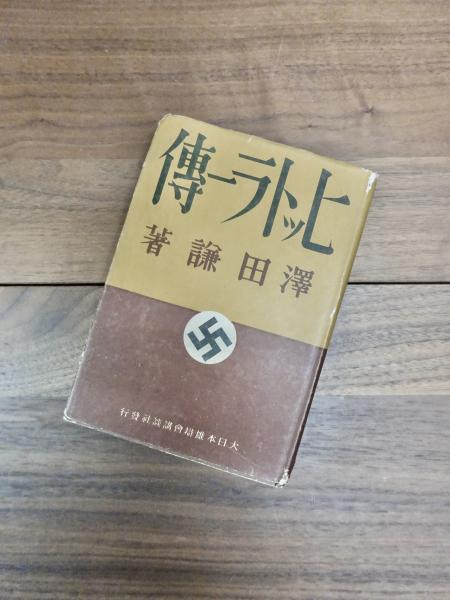 ヒットラー傳
澤田謙著
大日本雄辯會講談社發行